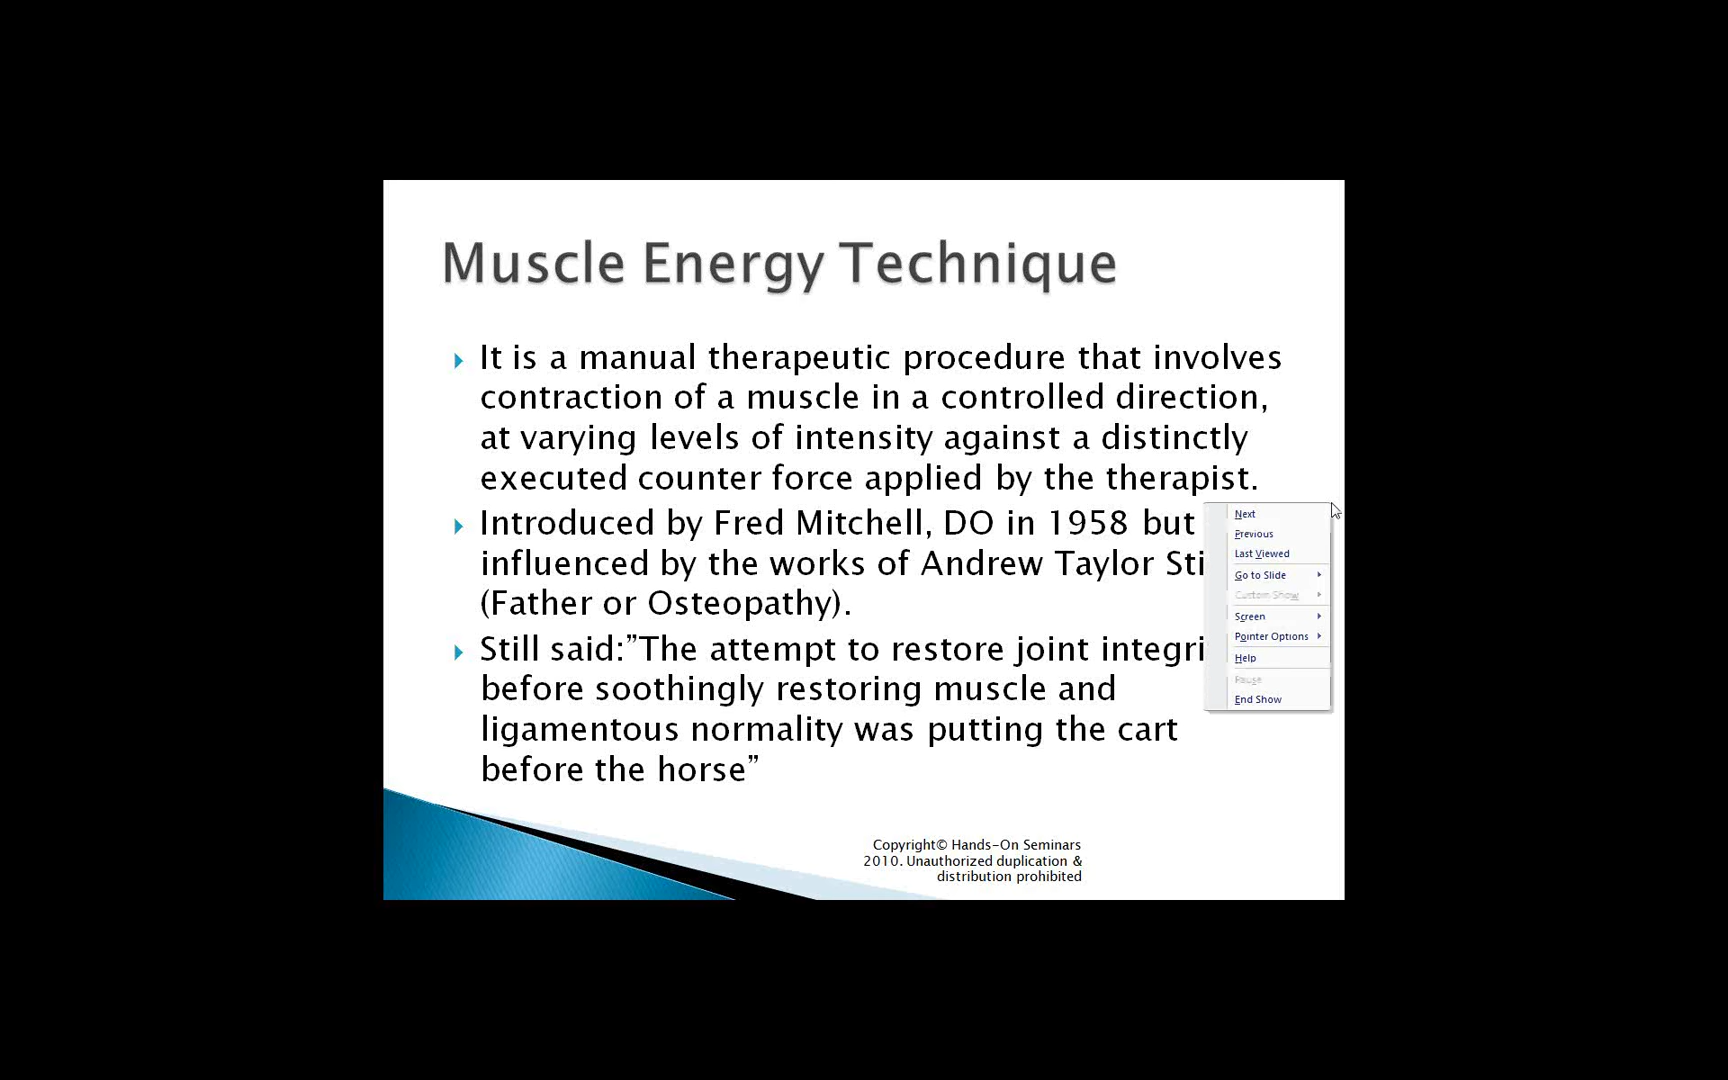 Muscle Energy Technique
It is a manual therapeutic procedure that involves
contraction of a muscle in a controlled direction,
at varying levels of intensity against a distinctly
executed counter force applied by the therapist.
Introduced by Fred Mitchell, DO in 1958 but
influenced by the works of Andrew Taylor Sti
(Father or Osteopathy).
Still said:”The attempt to restore joint integri
before soothingly restoring muscle and
ligamentous normality was putting the cart
before the horse”
Next
Previous
Last Viewed
Go to Slide
Custom Show
Screen
Pointer Options
Help
Pause
End Show
Copyright© Hands-On Seminars
2010. Unauthorized duplication &
distribution prohibited